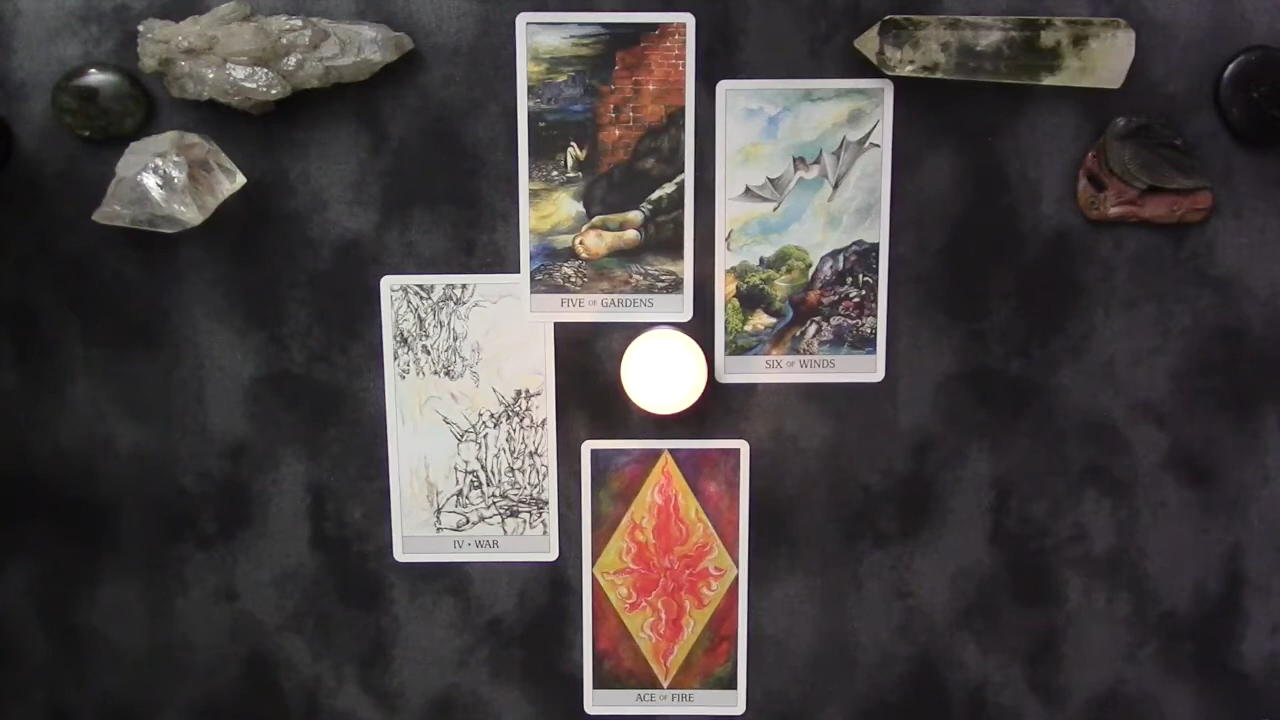 FIVE OF GARDENS
SIX OF WINDS
IV • WAR
ACE OF FIRE